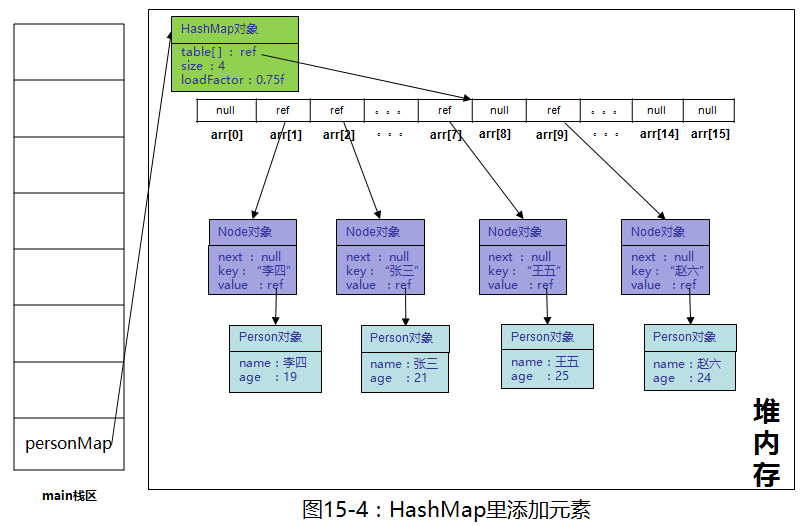 HashMap对象
table[ ] : ref
size : 4
loadFactor : 0.75f
null ref ref 。。。 ref null ref 。。。 null null
arr[0] arr[1] arr[2] 。。。 arr[7] arr[8] arr[9] 。。。 arr[14] arr[15]
Node对象
next : null
key : “李四”
value : ref
Node对象
next : null
key : “张三”
value : ref
Node对象
next : null
key : “王五”
value : ref
Node对象
next : null
key : “赵六”
value : ref
Person对象
name : 李四
age : 19
Person对象
name : 张三
age : 21
Person对象
name : 王五
age : 25
Person对象
name : 赵六
age : 24
personMap
main栈区
堆
内
存
图15-4：HashMap里添加元素